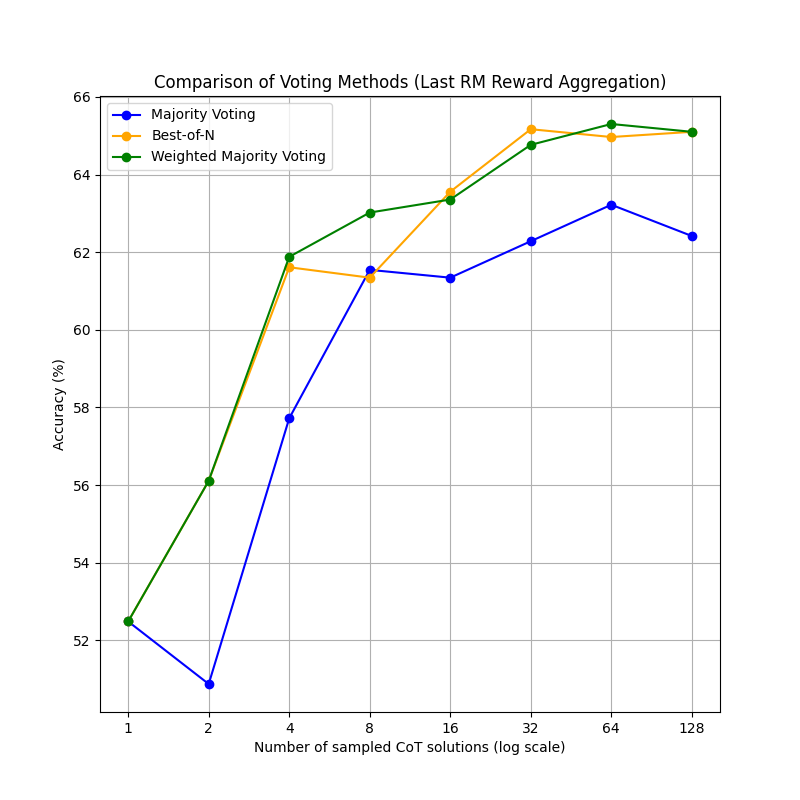 Comparison of Voting Methods (Last RM Reward Aggregation)
Majority Voting
Best-of-N
Weighted Majority Voting
66
64
62
60
58
56
54
52
Accuracy (%)
1 2 4 8 16 32 64 128
Number of sampled CoT solutions (log scale)